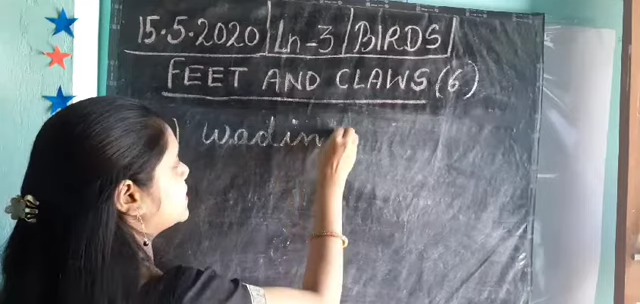 15.5.2020 | Ln-3 | BIRDS |
FEET AND CLAWS (6)
) wadin